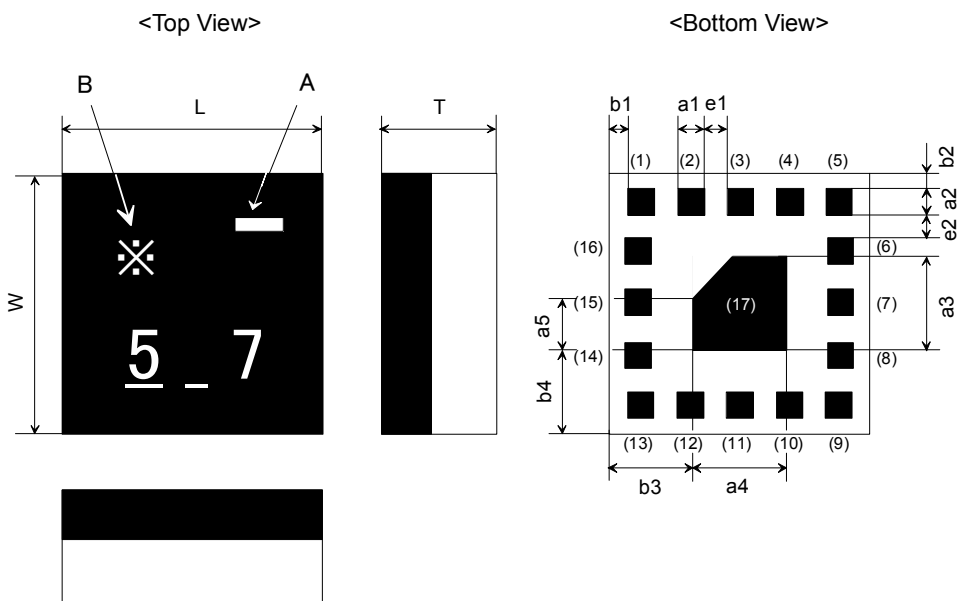 <Top View>
<Bottom View>
B
A
L
T
W
※
5 _ 7
b1
a1
e1
b2
a2
e2
a3
a5
b4
b3
a4
(1)
(2)
(3)
(4)
(5)
(6)
(7)
(8)
(9)
(10)
(11)
(12)
(13)
(14)
(15)
(16)
(17)